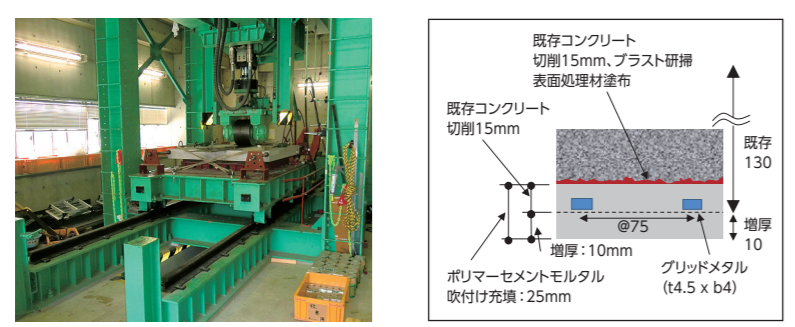 既存コンクリート
切削15mm、ブラスト研掃
表面処理材塗布
既存コンクリート
切削15mm
既存
130
@75
増厚
10
増厚：10mm
ポリマーセメントモルタル
吹付け充填：25mm
グリッドメタル
(t4.5 x b4)